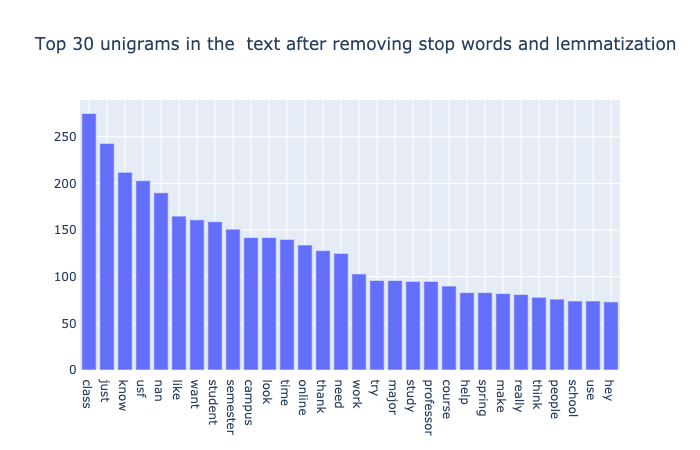 Top 30 unigrams in the  text after removing stop words and lemmatization
250
200
150
100
50
0
class
just
know
usf
nan
like
want
student
semester
campus
look
time
online
thank
need
work
try
major
study
professor
course
help
spring
make
really
think
people
school
use
hey